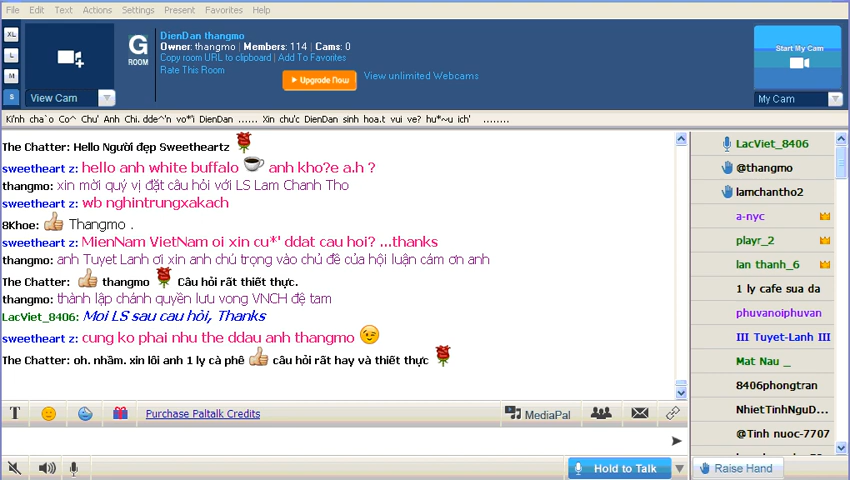 File Edit Text Actions Settings Present Favorites Help
XL
L
M
S
View Cam
G
ROOM
DienDan thangmo
Owner: thangmo | Members: 114 | Cams: 0
Copy room URL to clipboard | Add To Favorites
Rate This Room
Upgrade Now
View unlimited Webcams
Start My Cam
My Cam
Ki'nh cha`o Co^ Chu' Anh Chi. dde^'n vo*'i DienDan ...... Xin chu'c DienDan sinh hoa.t vui ve? hu*~u ich' ........
The Chatter: Hello Người đẹp Sweetheartz
sweetheart z: hello anh white buffalo anh kho?e a.h ?
thangmo: xin mời quý vị đặt câu hỏi với LS Lam Chanh Tho
sweetheart z: wb nghintrungxakach
8Khoe: Thangmo .
sweetheart z: MienNam VietNam oi xin cu*' ddat cau hoi? ...thanks
thangmo: anh Tuyet Lanh ơi xin anh chú trọng vào chủ đề của hội luận cám ơn anh
The Chatter: thangmo Câu hỏi rất thiết thực.
thangmo: thành lập chánh quyền lưu vong VNCH đệ tam
LacViet_8406: Moi LS sau câu hỏi, Thanks
sweetheart z: cung ko phai nhu the ddau anh thangmo
The Chatter: oh. nhầm. xin lôi anh 1 ly cà phê câu hỏi rất hay và thiết thực
LacViet_8406
@thangmo
lamchantho2
a-nyc
playr_2
lan thanh_6
1 ly cafe sua da
phuvanoiphuvan
III Tuyet-Lanh III
Mat Nau _
8406phongtran
NhietTinhNguD...
@Tinh nuoc-7707
T
Purchase Paltalk Credits
MediaPal
Hold to Talk
Raise Hand